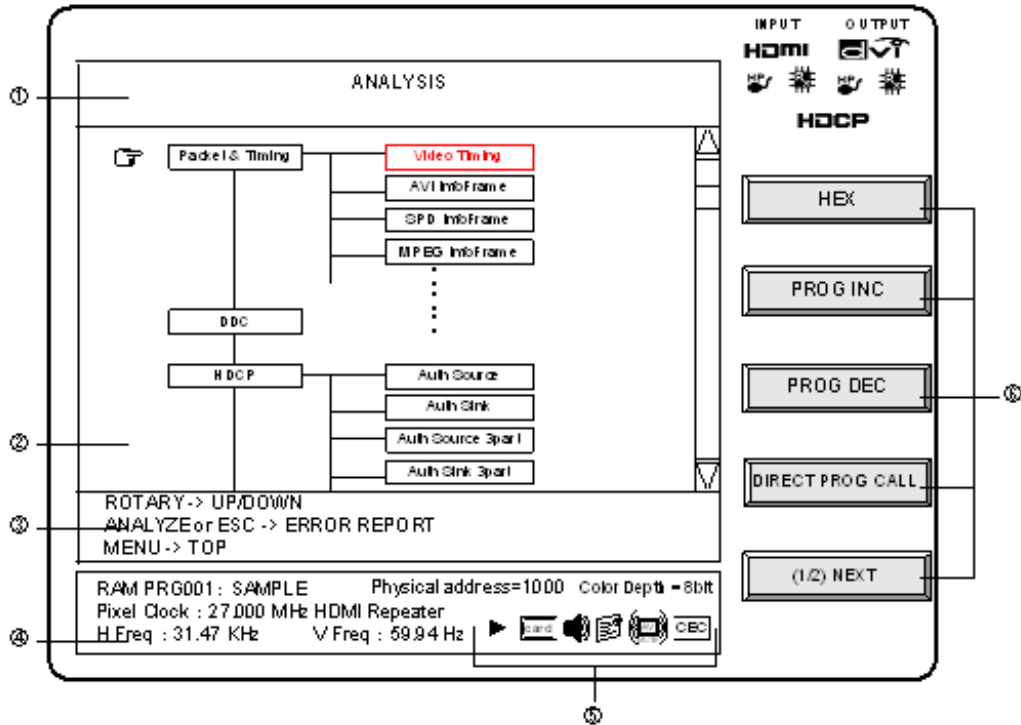 INPUT OUTPUT
HDMI DVI
HP HP
HDCP
① ANALYSIS
Packet & Timing Video Timing
AVI InfoFrame
SPD InfoFrame
MPEG InfoFrame
DDC
HDCP Auth Source
Auth Sink
Auth Source 3part
Auth Sink 3part
②
③
ROTARY-> UP/DOWN
ANALYZE or ESC -> ERROR REPORT
MENU -> TOP
④
RAM PRG001 : SAMPLE Physical address=1000 Color Depth =8bit
Pixel Clock : 27.000 MHz HDMI Repeater
H Freq : 31.47 KHz V Freq : 59.94 Hz card CEC
⑤
HEX
PROG INC
PROG DEC
⑥
DIRECT PROG CALL
(1/2) NEXT